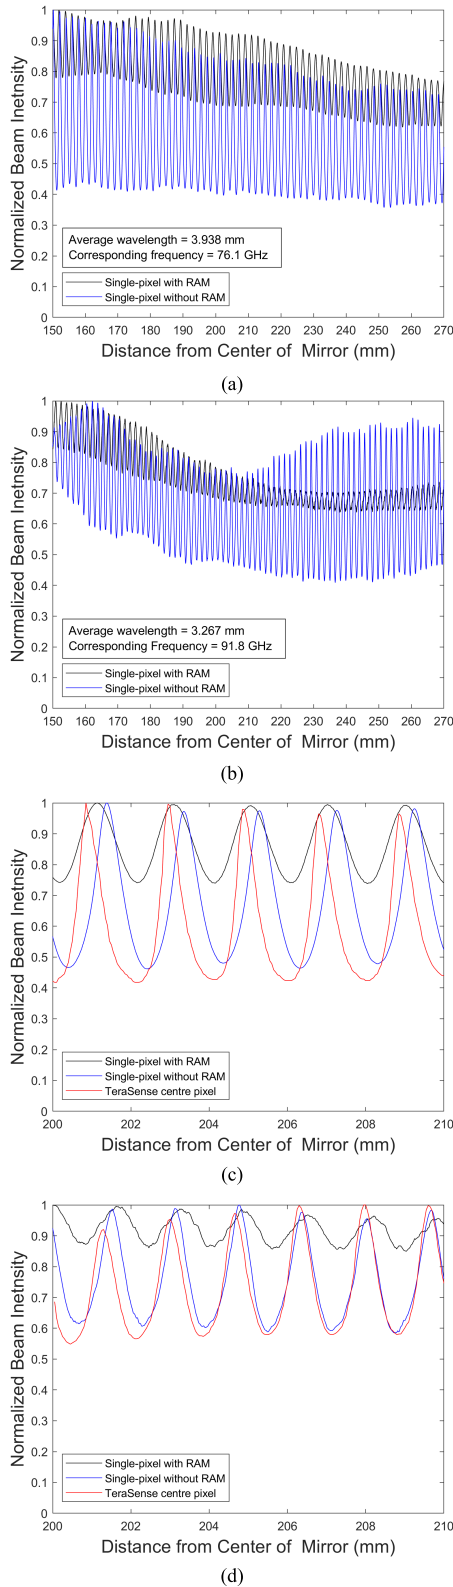 1
0.9
0.8
0.7
0.6
0.5
0.4
0.3
0.2
0.1
0
Normalized Beam Inetnsity
Average wavelength = 3.938 mm
Corresponding frequency = 76.1 GHz
Single-pixel with RAM
Single-pixel without RAM
150 160 170 180 190 200 210 220 230 240 250 260 270
Distance from Center of Mirror (mm)
(a)
1
0.9
0.8
0.7
0.6
0.5
0.4
0.3
0.2
0.1
0
Normalized Beam Inetnsity
Average wavelength = 3.267 mm
Corresponding Frequency = 91.8 GHz
Single-pixel with RAM
Single-pixel without RAM
150 160 170 180 190 200 210 220 230 240 250 260 270
Distance from Center of Mirror (mm)
(b)
1
0.9
0.8
0.7
0.6
0.5
0.4
0.3
0.2
0.1
0
Normalized Beam Inetnsity
Single-pixel with RAM
Single-pixel without RAM
TeraSense centre pixel
200 202 204 206 208 210
Distance from Center of Mirror (mm)
(c)
1
0.9
0.8
0.7
0.6
0.5
0.4
0.3
0.2
0.1
0
Normalized Beam Inetnsity
Single-pixel with RAM
Single-pixel without RAM
TeraSense centre pixel
200 202 204 206 208 210
Distance from Center of Mirror (mm)
(d)